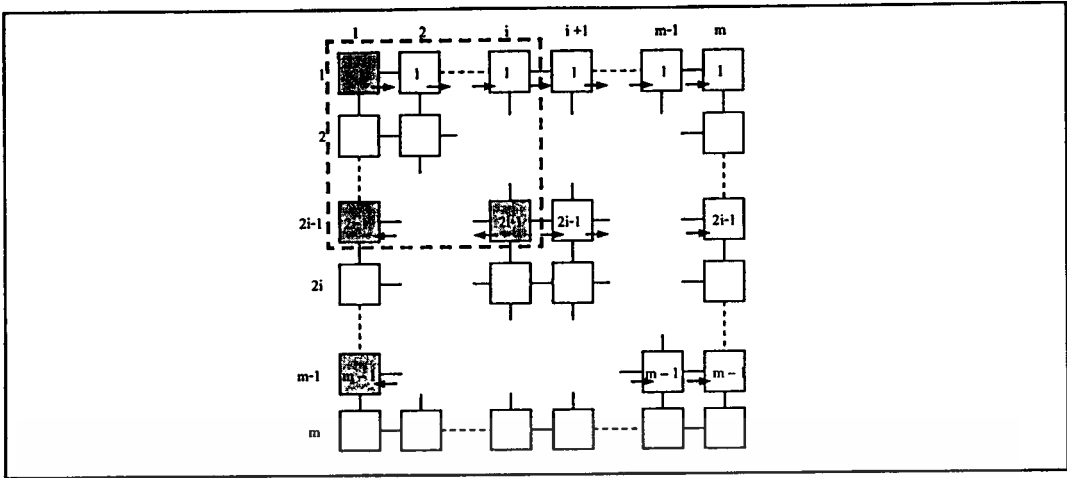 1 2 i i +1 m-1 m
1 1 1 1 1 1
2
2i-1 2i-1 2i-1 2i-1
2i
m-1 m – 1 m – 1
m